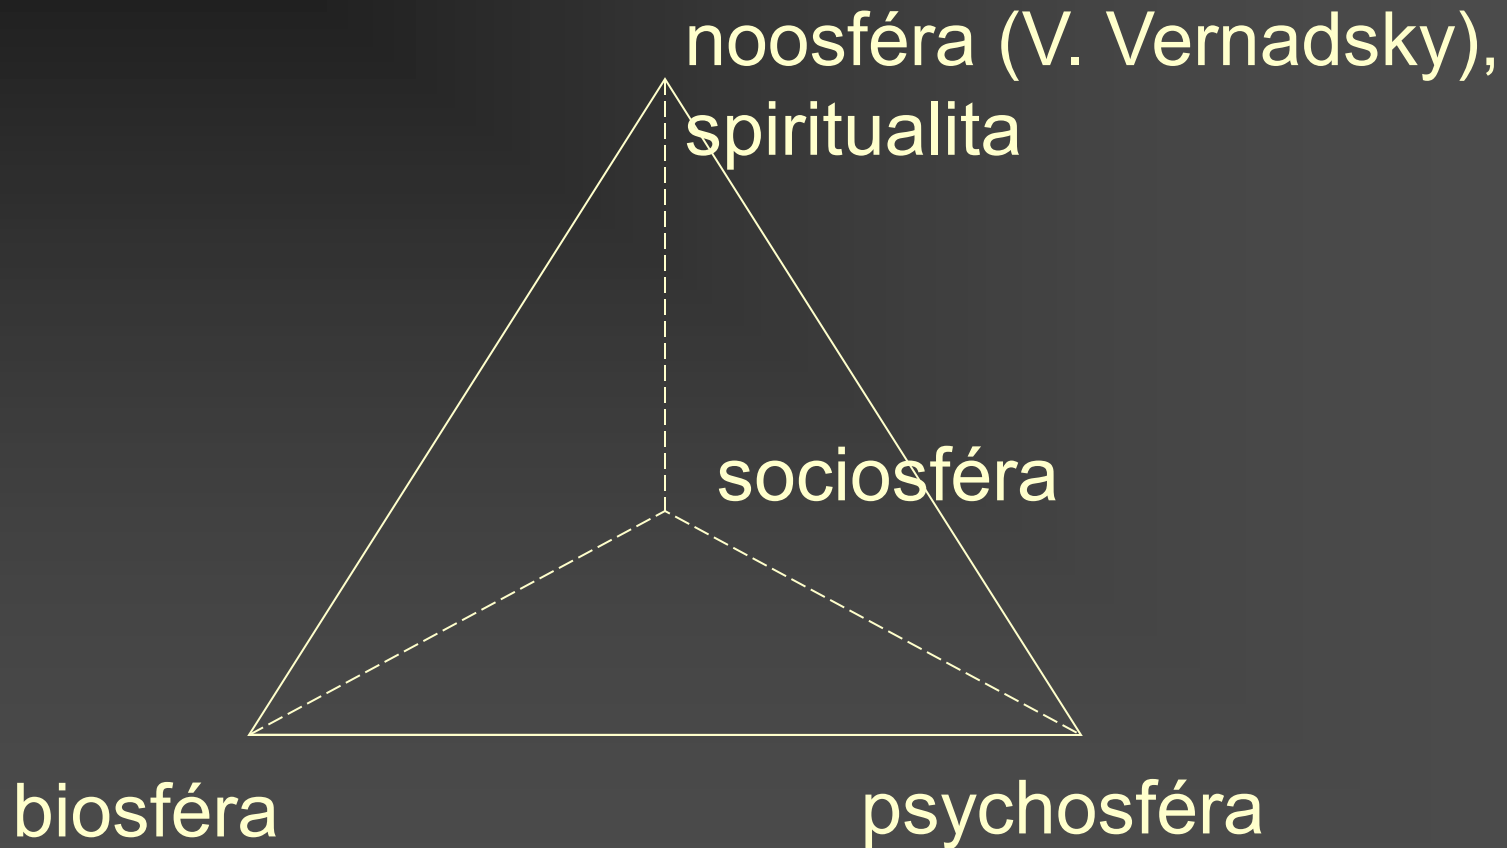 noosféra (V. Vernadsky),
spiritualita
sociosféra
biosféra
psychosféra